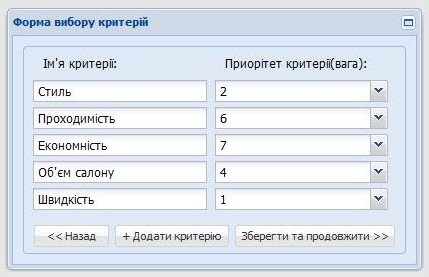 Форма вибору критерій
Ім'я критерії: Приорітет критерії(вага):
Стиль 2
Проходимість 6
Економність 7
Об'єм салону 4
Швидкість 1
<< Назад + Додати критерію Зберегти та продовжити >>